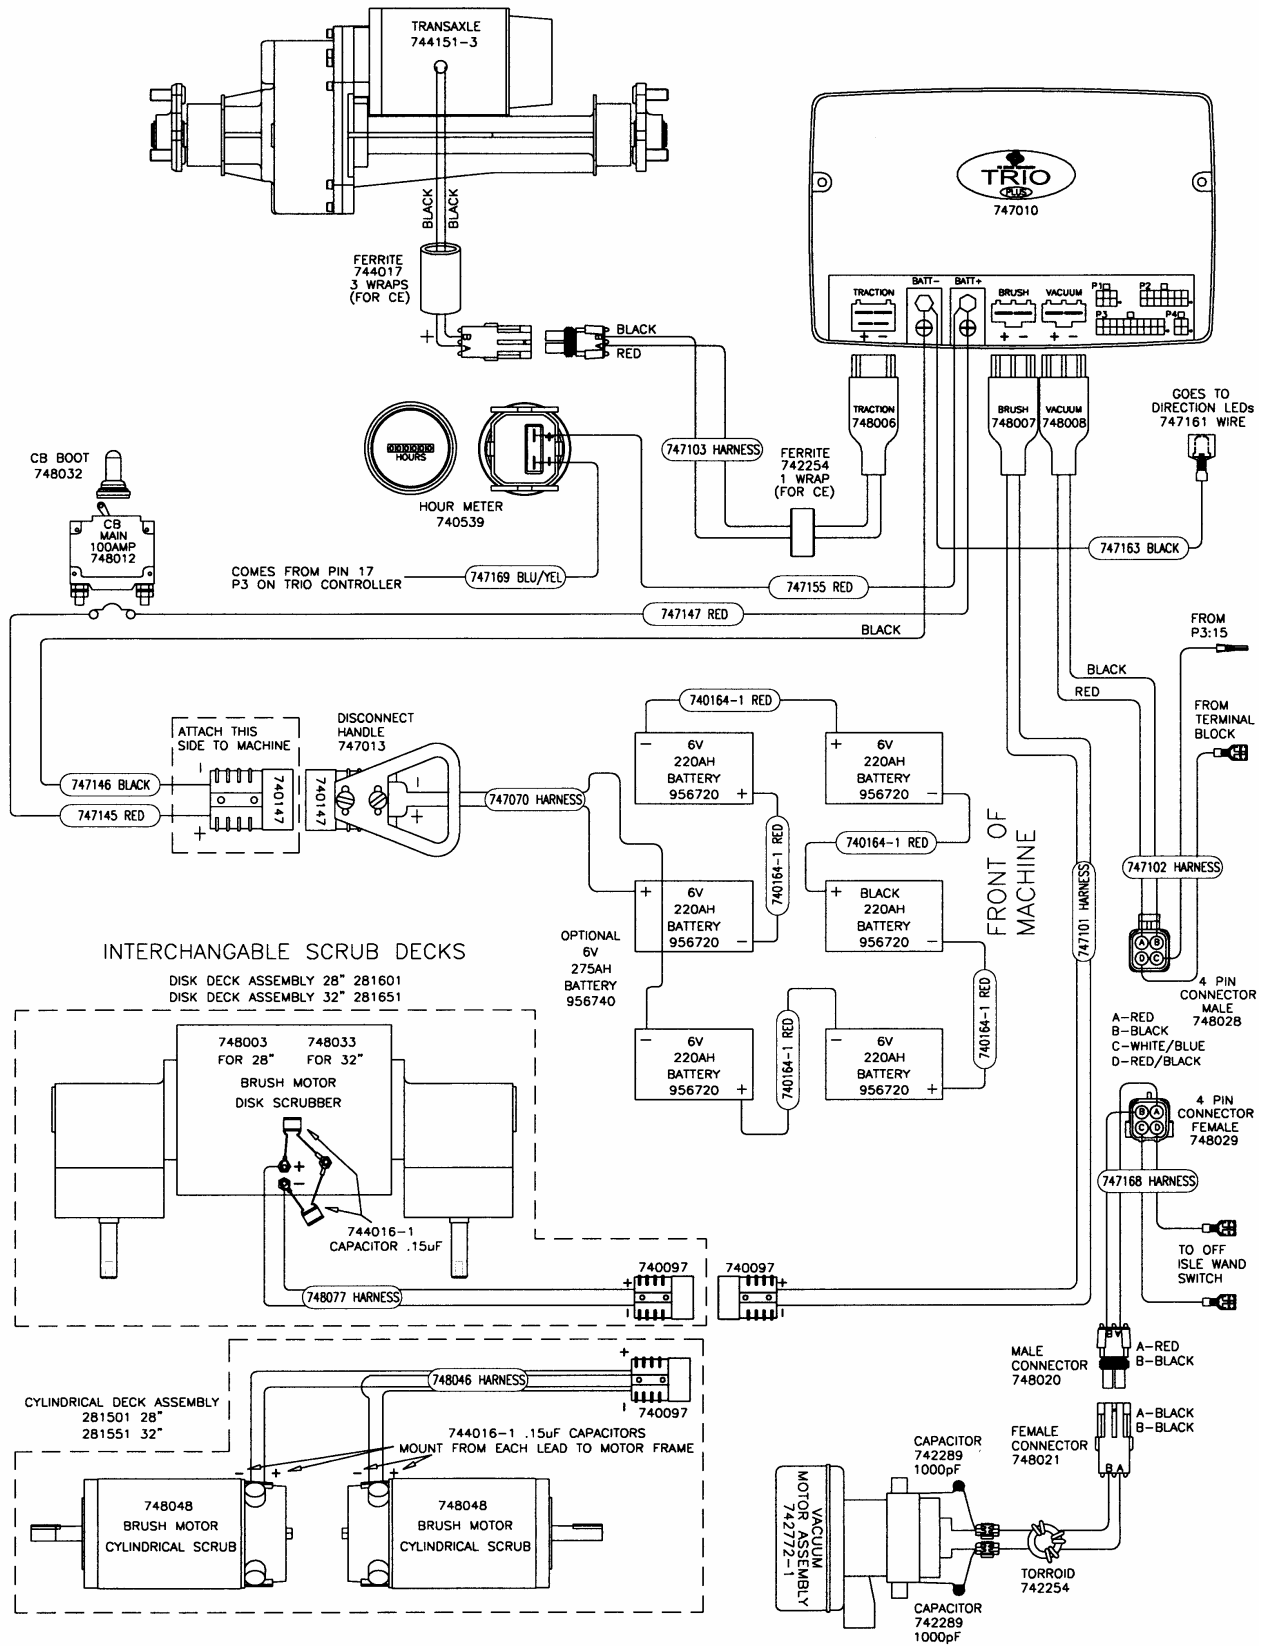 TRANSAXLE
744151-3
BLACK
BLACK
FERRITE
744017
3 WRAPS
(FOR CE)
+
B
A
BLACK
RED
TRIO
PLUS
747010
TRACTION
BATT-
BATT+
BRUSH
VACUUM
P1
P2
P3
P4
+ -
+ -
+ -
TRACTION
748006
BRUSH
748007
VACUUM
748008
GOES TO
DIRECTION LEDs
747161 WIRE
CB BOOT
748032
HOURS
+
-
HOUR METER
740539
747103 HARNESS
FERRITE
742254
1 WRAP
(FOR CE)
CB
MAIN
100AMP
748012
COMES FROM PIN 17
P3 ON TRIO CONTROLLER
747169 BLU/YEL
747163 BLACK
747155 RED
747147 RED
BLACK
FROM
P3:15
BLACK
RED
FROM
TERMINAL
BLOCK
ATTACH THIS
SIDE TO MACHINE
DISCONNECT
HANDLE
747013
-
747146 BLACK
747145 RED
+
740147
740147
-
+
747070 HARNESS
740164-1 RED
-
6V
220AH
BATTERY
956720
+
+
6V
220AH
BATTERY
956720
-
740164-1 RED
740164-1 RED
FRONT OF
MACHINE
+
6V
220AH
BATTERY
956720
-
+
BLACK
220AH
BATTERY
956720
-
OPTIONAL
6V
275AH
BATTERY
956740
740164-1 RED
740164-1 RED
-
6V
220AH
BATTERY
956720
+
-
6V
220AH
BATTERY
956720
+
747101 HARNESS
747102 HARNESS
A B
D C
4 PIN
CONNECTOR
MALE
748028
A-RED
B-BLACK
C-WHITE/BLUE
D-RED/BLACK
B A
C D
4 PIN
CONNECTOR
FEMALE
748029
747168 HARNESS
TO OFF
ISLE WAND
SWITCH
INTERCHANGABLE SCRUB DECKS
DISK DECK ASSEMBLY 28" 281601
DISK DECK ASSEMBLY 32" 281651
748003
FOR 28"
748033
FOR 32"
BRUSH MOTOR
DISK SCRUBBER
+
-
744016-1
CAPACITOR .15uF
748077 HARNESS
740097
+
-
740097
+
-
B A
A-RED
B-BLACK
MALE
CONNECTOR
748020
A-BLACK
B-BLACK
FEMALE
CONNECTOR
748021
B A
CYLINDRICAL DECK ASSEMBLY
281501 28"
281551 32"
748046 HARNESS
+
-
740097
744016-1 .15uF CAPACITORS
MOUNT FROM EACH LEAD TO MOTOR FRAME
- +
- +
748048
BRUSH MOTOR
CYLINDRICAL SCRUB
748048
BRUSH MOTOR
CYLINDRICAL SCRUB
VACUUM
MOTOR ASSEMBLY
742772-1
CAPACITOR
742289
1000pF
TORROID
742254
CAPACITOR
742289
1000pF